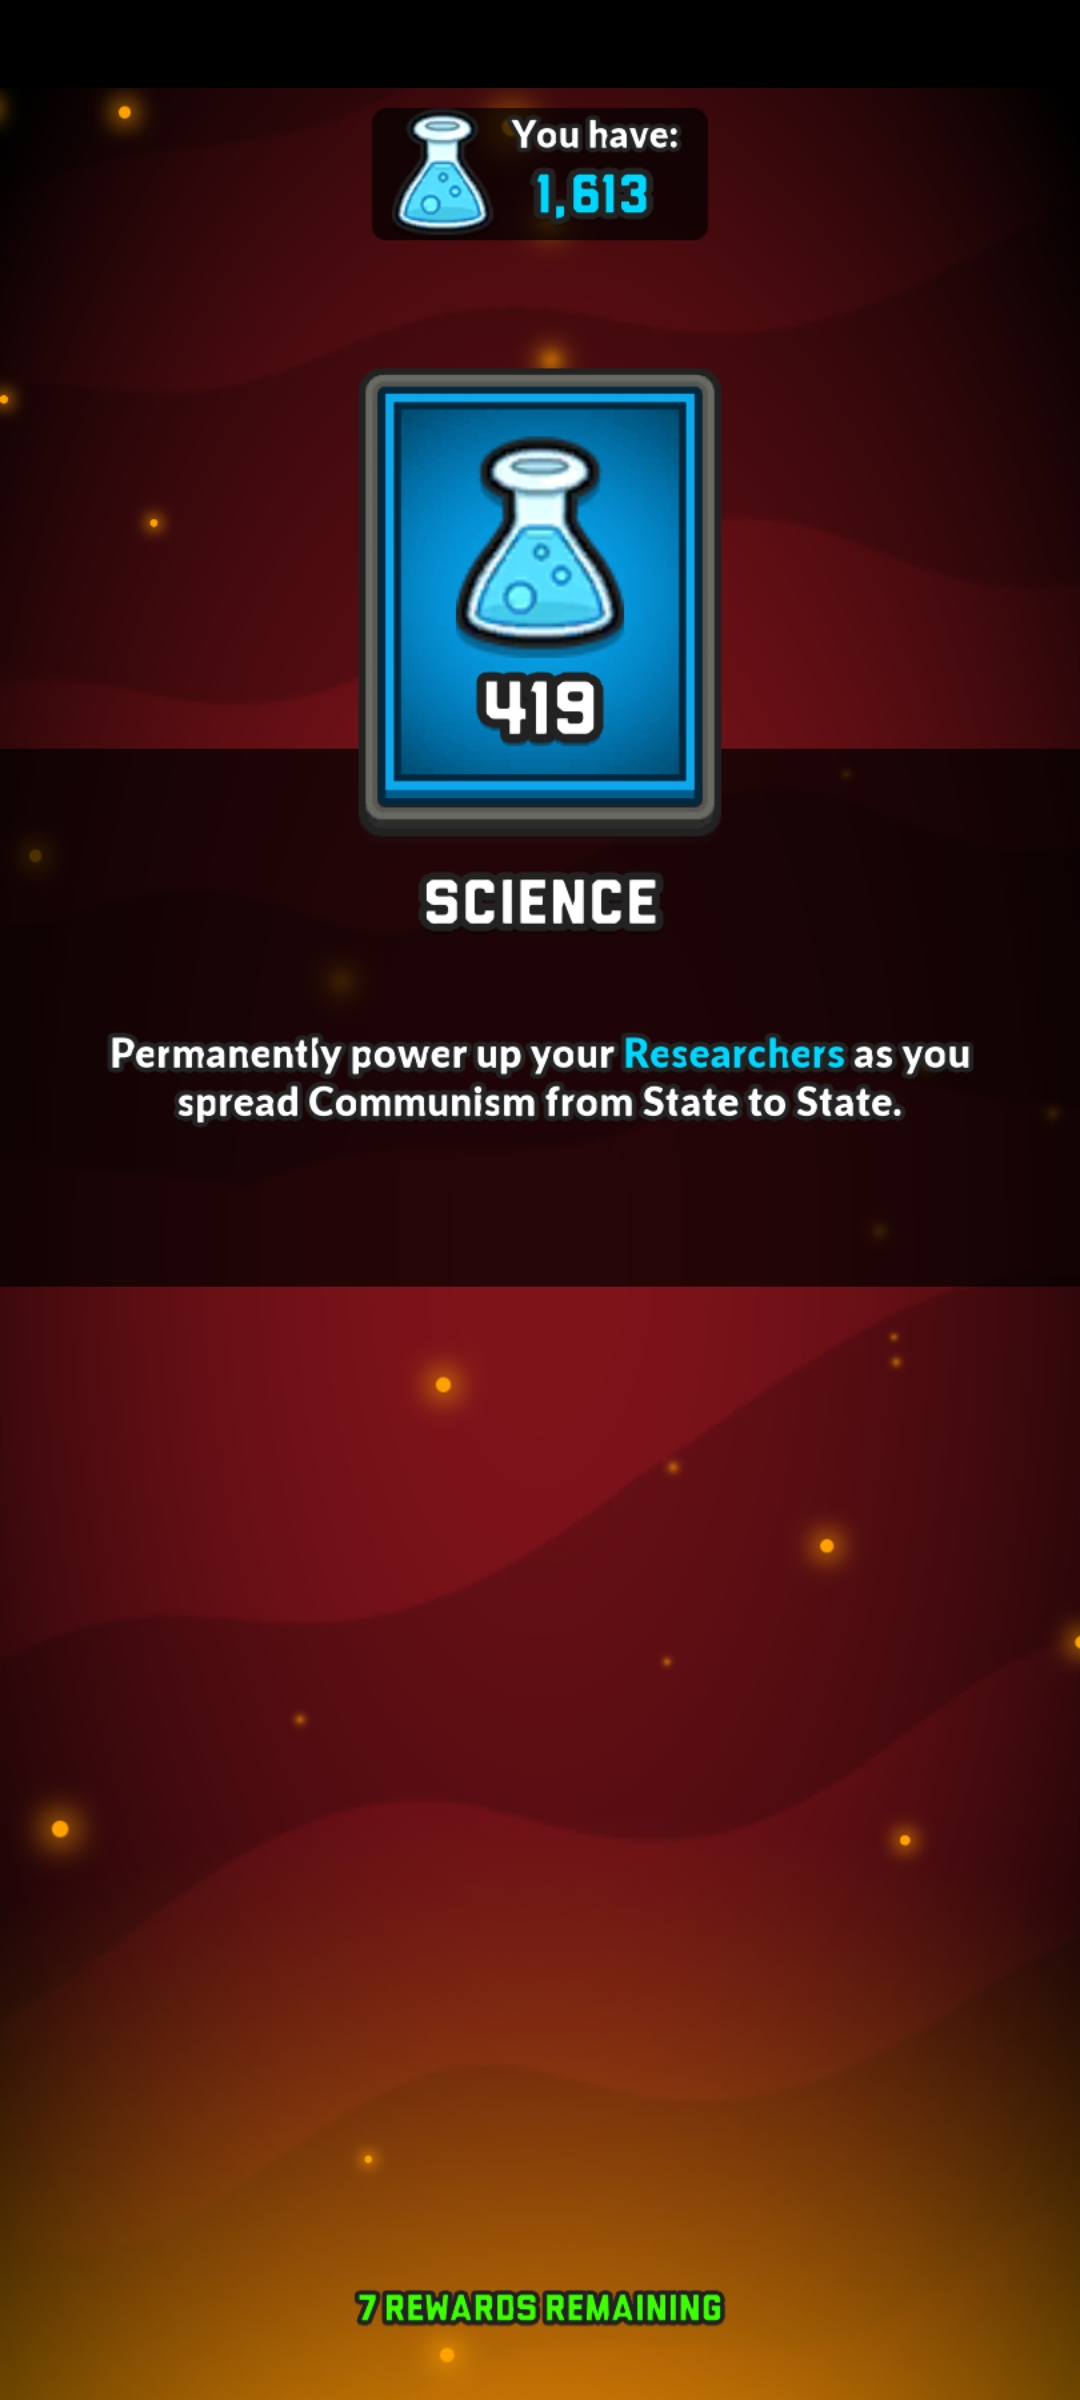 You have:
1,613
419
SCIENCE
Permanently power up your Researchers as you
spread Communism from State to State.
7 REWARDS REMAINING